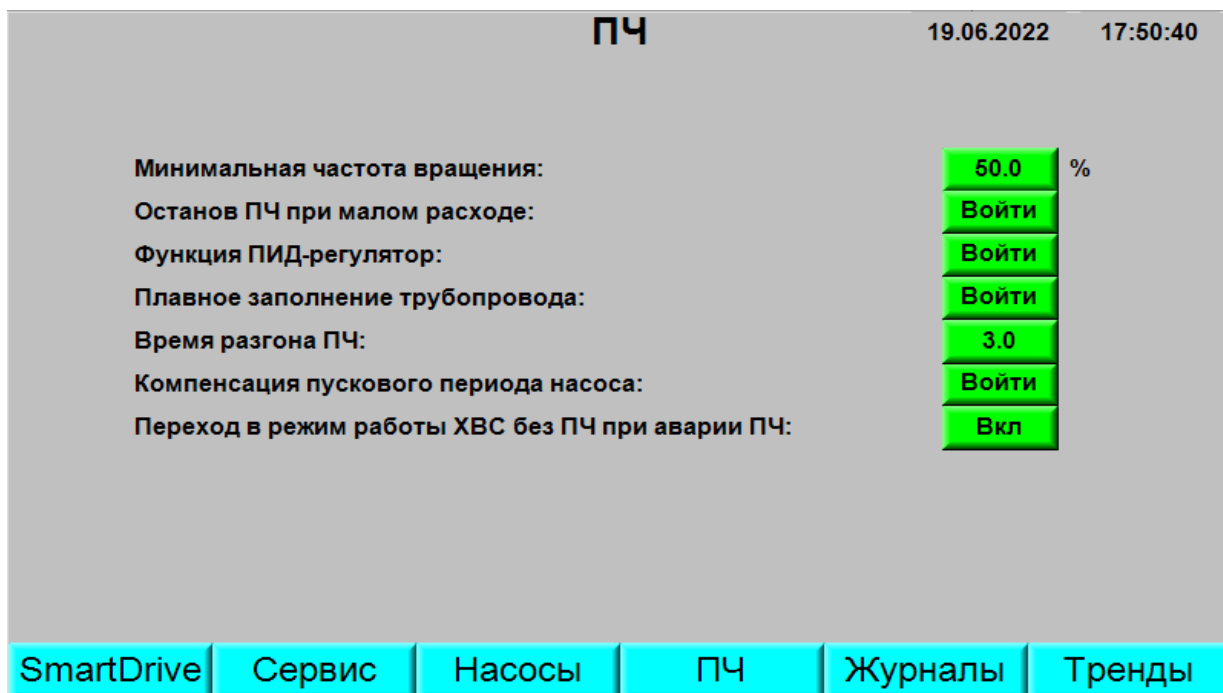 ПЧ 19.06.2022 17:50:40
Минимальная частота вращения: 50.0 %
Останов ПЧ при малом расходе: Войти
Функция ПИД-регулятор: Войти
Плавное заполнение трубопровода: Войти
Время разгона ПЧ: 3.0
Компенсация пускового периода насоса: Войти
Переход в режим работы ХВС без ПЧ при аварии ПЧ: Вкл
SmartDrive Сервис Насосы ПЧ Журналы Тренды